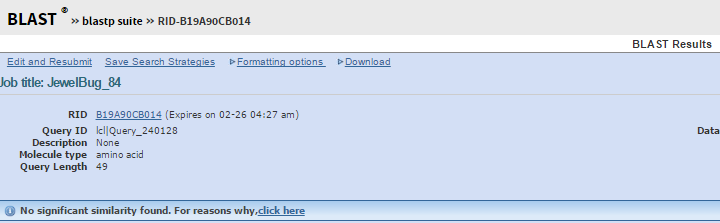 BLAST ® » blastp suite » RID-B19A90CB014
BLAST Results
Edit and Resubmit Save Search Strategies Formatting options Download
Job title: JewelBug_84
RID B19A90CB014 (Expires on 02-26 04:27 am)
Query ID lcl|Query_240128
Data
Description None
Molecule type amino acid
Query Length 49
No significant similarity found. For reasons why,click here